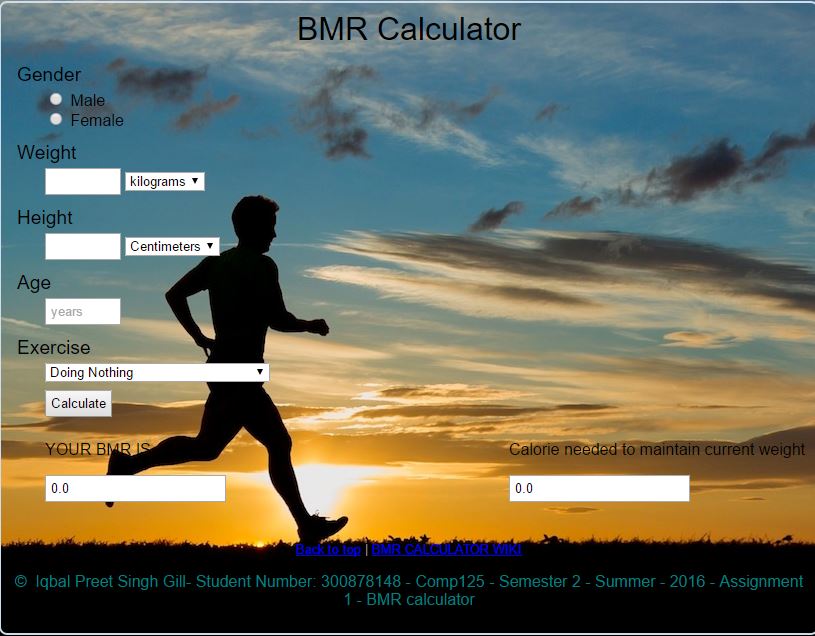 BMR Calculator
Gender
Male
Female
Weight
kilograms
Height
Centimeters
Age
years
Exercise
Doing Nothing
Calculate
YOUR BMR IS
Calorie needed to maintain current weight
0.0
0.0
Back to top | BMR CALCULATOR WIKI
© Iqbal Preet Singh Gill- Student Number: 300878148 - Comp125 - Semester 2 - Summer - 2016 - Assignment
1 - BMR calculator